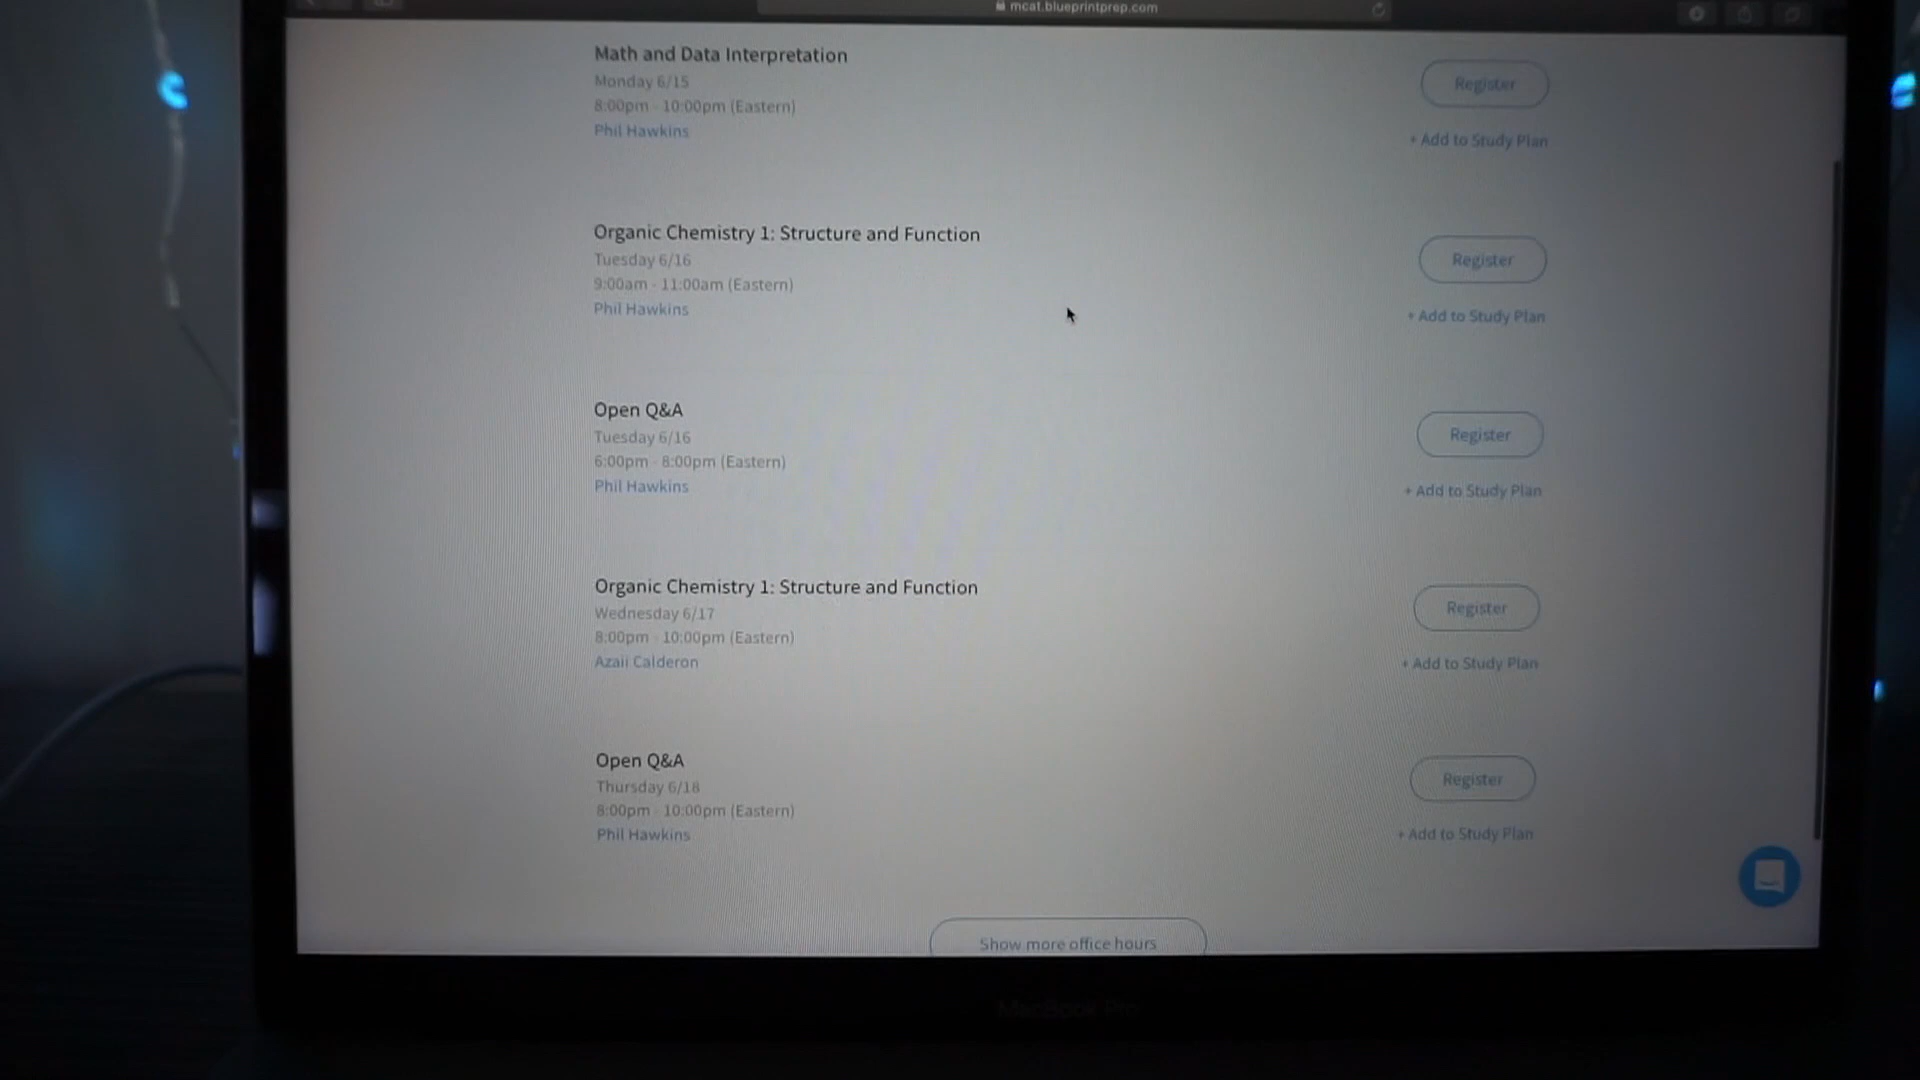 mcat.blueprintprep.com
Math and Data Interpretation
Monday 6/15
8:00pm - 10:00pm (Eastern)
Phil Hawkins
Register
+ Add to Study Plan
Organic Chemistry 1: Structure and Function
Tuesday 6/16
9:00am - 11:00am (Eastern)
Phil Hawkins
Register
+ Add to Study Plan
Open Q&A
Tuesday 6/16
6:00pm - 8:00pm (Eastern)
Phil Hawkins
Register
+ Add to Study Plan
Organic Chemistry 1: Structure and Function
Wednesday 6/17
8:00pm - 10:00pm (Eastern)
Azaii Calderon
Register
+ Add to Study Plan
Open Q&A
Thursday 6/18
8:00pm - 10:00pm (Eastern)
Phil Hawkins
Register
+ Add to Study Plan
Show more office hours
MacBook Pro